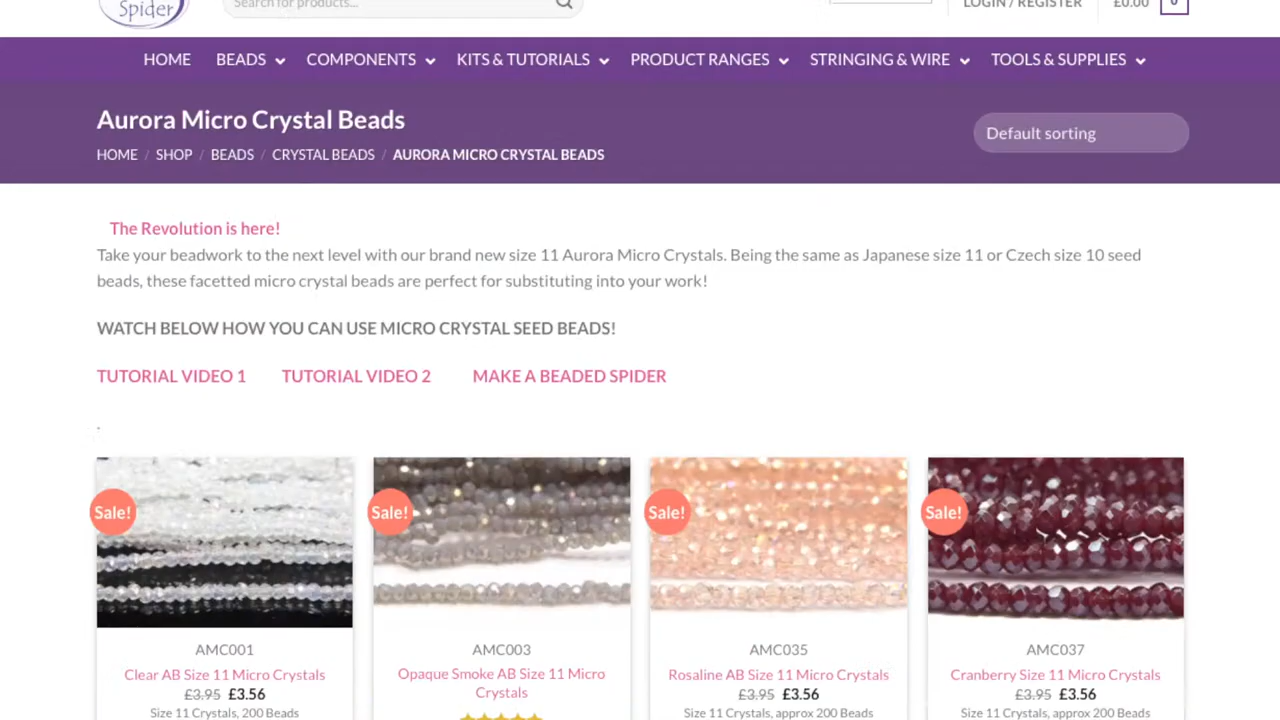 Spider
Search for products...
LOGIN / REGISTER
£0.00
0
HOME
BEADS
COMPONENTS
KITS & TUTORIALS
PRODUCT RANGES
STRINGING & WIRE
TOOLS & SUPPLIES
Aurora Micro Crystal Beads
HOME / SHOP / BEADS / CRYSTAL BEADS / AURORA MICRO CRYSTAL BEADS
Default sorting
The Revolution is here!
Take your beadwork to the next level with our brand new size 11 Aurora Micro Crystals. Being the same as Japanese size 11 or Czech size 10 seed
beads, these facetted micro crystal beads are perfect for substituting into your work!
WATCH BELOW HOW YOU CAN USE MICRO CRYSTAL SEED BEADS!
TUTORIAL VIDEO 1
TUTORIAL VIDEO 2
MAKE A BEADED SPIDER
.
Sale!
AMC001
Clear AB Size 11 Micro Crystals
£3.95 £3.56
Size 11 Crystals, 200 Beads
Sale!
AMC003
Opaque Smoke AB Size 11 Micro
Crystals
Sale!
AMC035
Rosaline AB Size 11 Micro Crystals
£3.95 £3.56
Size 11 Crystals, approx 200 Beads
Sale!
AMC037
Cranberry AB Size 11 Micro Crystals
£3.95 £3.56
Size 11 Crystals, approx 200 Beads